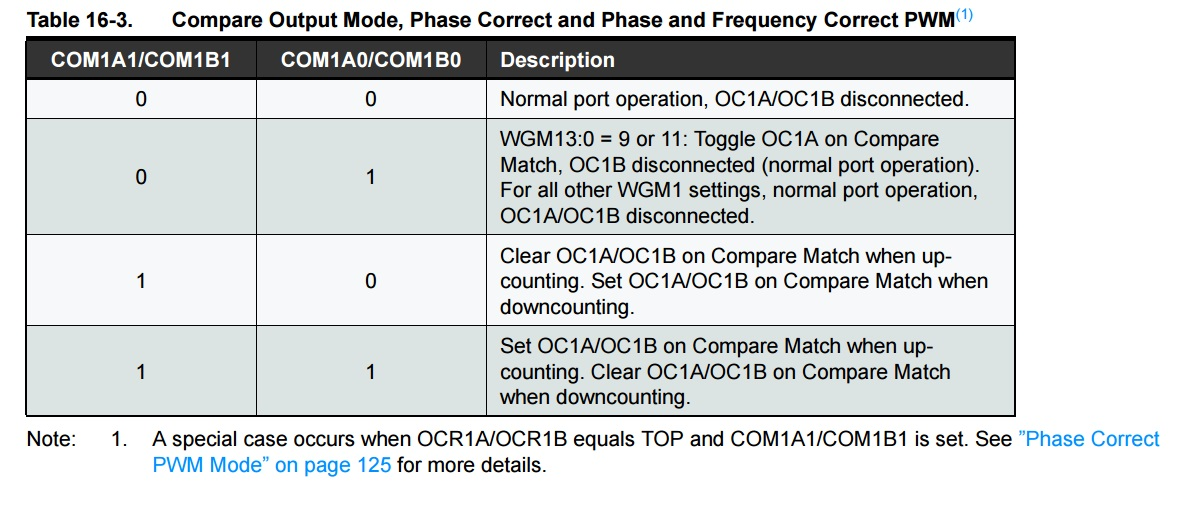 Table 16-3. Compare Output Mode, Phase Correct and Phase and Frequency Correct PWM(1)
COM1A1/COM1B1 COM1A0/COM1B0 Description
0 0 Normal port operation, OC1A/OC1B disconnected.
0 1 WGM13:0 = 9 or 11: Toggle OC1A on Compare
Match, OC1B disconnected (normal port operation).
For all other WGM1 settings, normal port operation,
OC1A/OC1B disconnected.
1 0 Clear OC1A/OC1B on Compare Match when up-
counting. Set OC1A/OC1B on Compare Match when
downcounting.
1 1 Set OC1A/OC1B on Compare Match when up-
counting. Clear OC1A/OC1B on Compare Match
when downcounting.
Note: 1. A special case occurs when OCR1A/OCR1B equals TOP and COM1A1/COM1B1 is set. See ”Phase Correct
PWM Mode” on page 125 for more details.